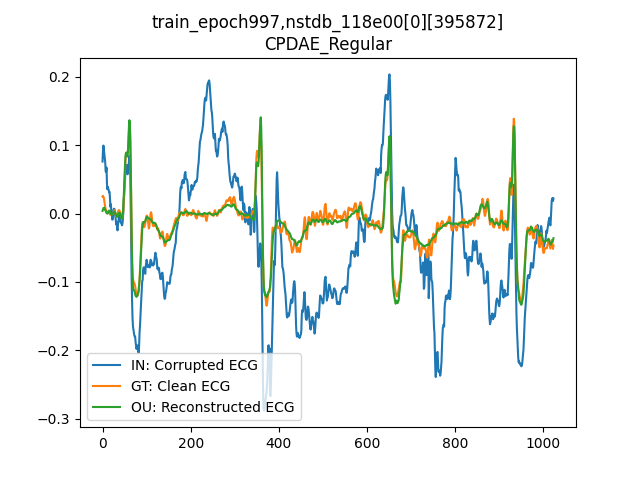 train_epoch997,nstdb_118e00[0][395872]
CPDAE_Regular
0.2
0.1
0.0
−0.1
−0.2
−0.3
IN: Corrupted ECG
GT: Clean ECG
OU: Reconstructed ECG
0 200 400 600 800 1000